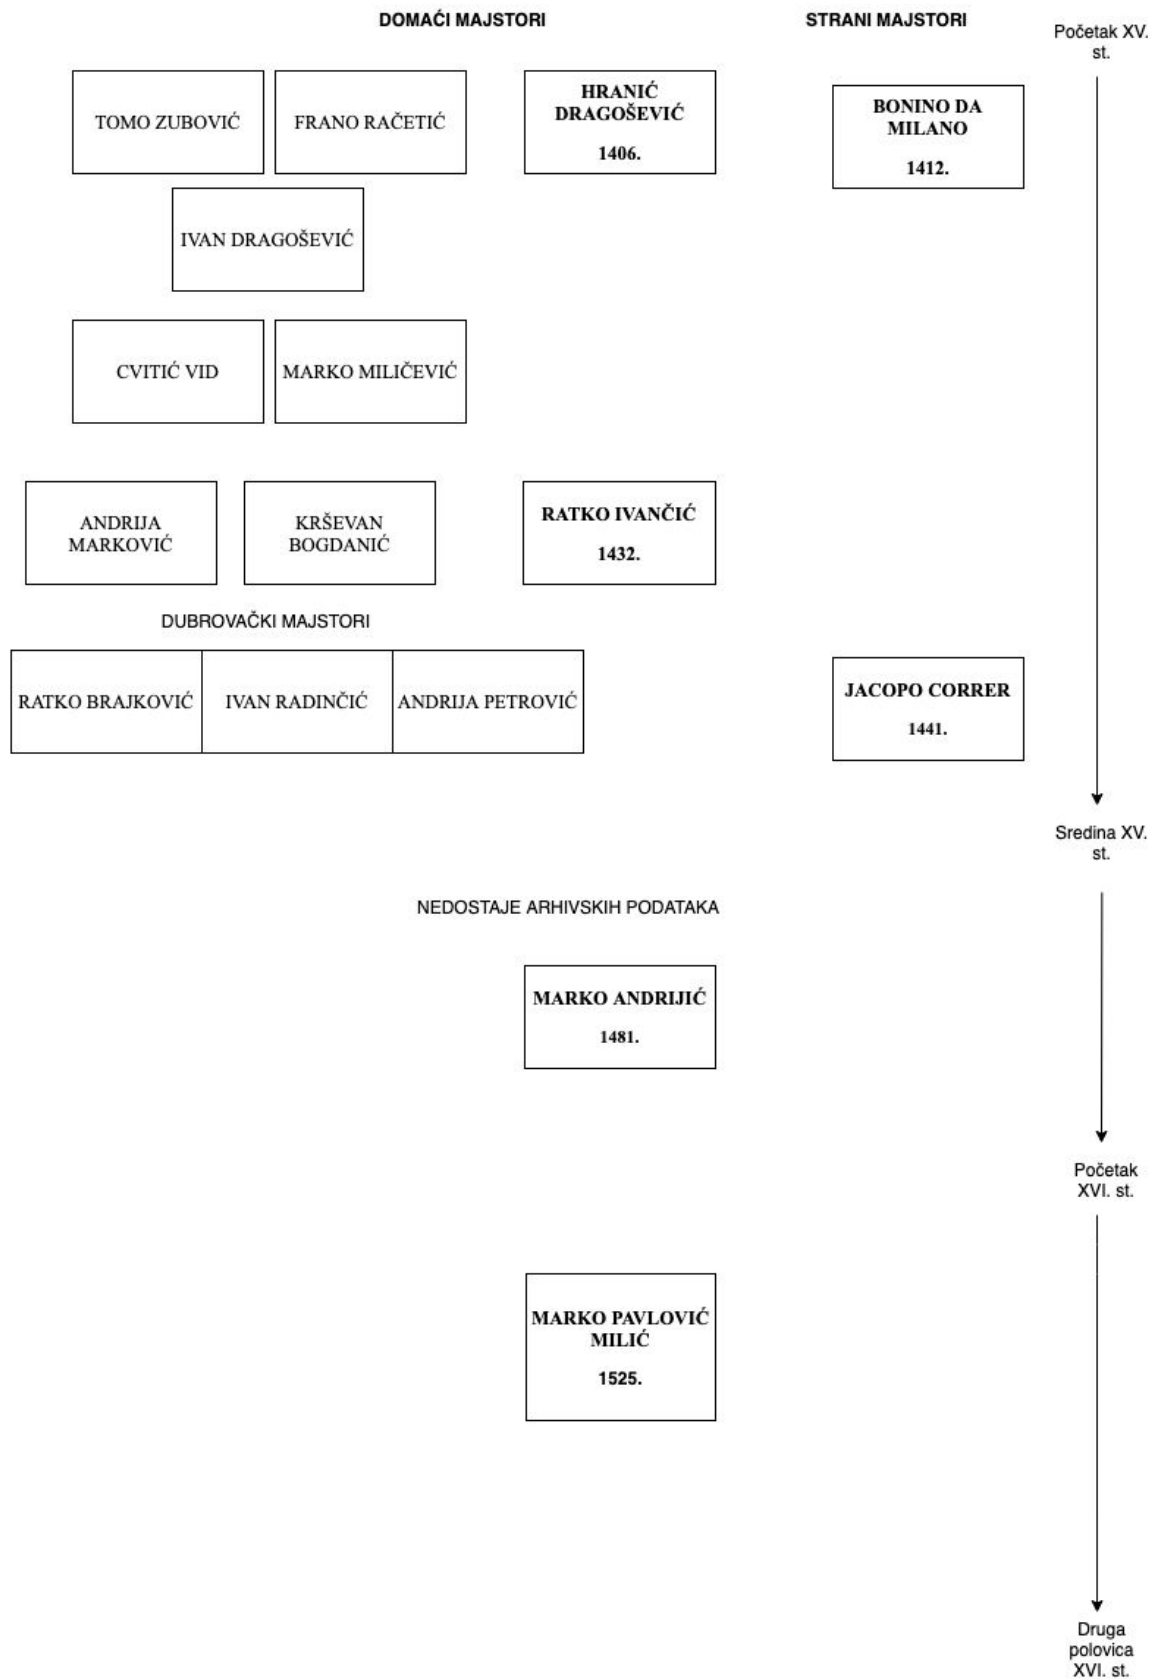 DOMAĆI MAJSTORI
STRANI MAJSTORI
Početak XV.
st.
TOMO ZUBOVIĆ
FRANO RAČETIĆ
HRANIĆ
DRAGOŠEVIĆ
1406.
BONINO DA
MILANO
1412.
IVAN DRAGOŠEVIĆ
CVITIĆ VID
MARKO MILIČEVIĆ
ANDRIJA
MARKOVIĆ
KRŠEVAN
BOGDANIĆ
RATKO IVANČIĆ
1432.
DUBROVAČKI MAJSTORI
RATKO BRAJKOVIĆ
IVAN RADINČIĆ
ANDRIJA PETROVIĆ
JACOPO CORRER
1441.
Sredina XV.
st.
NEDOSTAJE ARHIVSKIH PODATAKA
MARKO ANDRIJIĆ
1481.
Početak
XVI. st.
MARKO PAVLOVIĆ
MILIĆ
1525.
Druga
polovica
XVI. st.